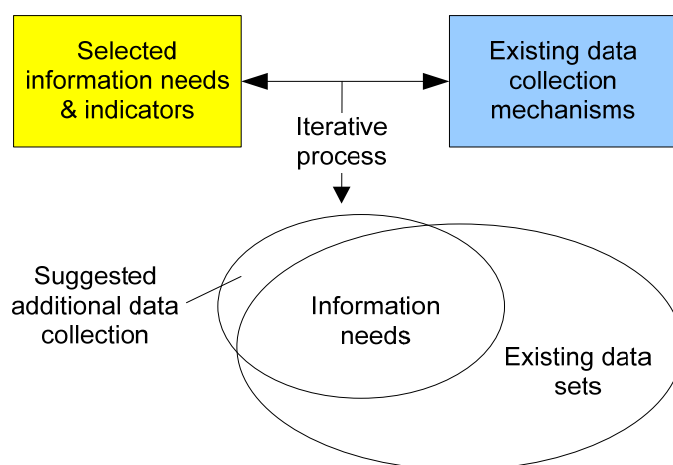 Selected
information needs
& indicators
Existing data
collection
mechanisms
Iterative
process
Suggested
additional data
collection
Information
needs
Existing data
sets